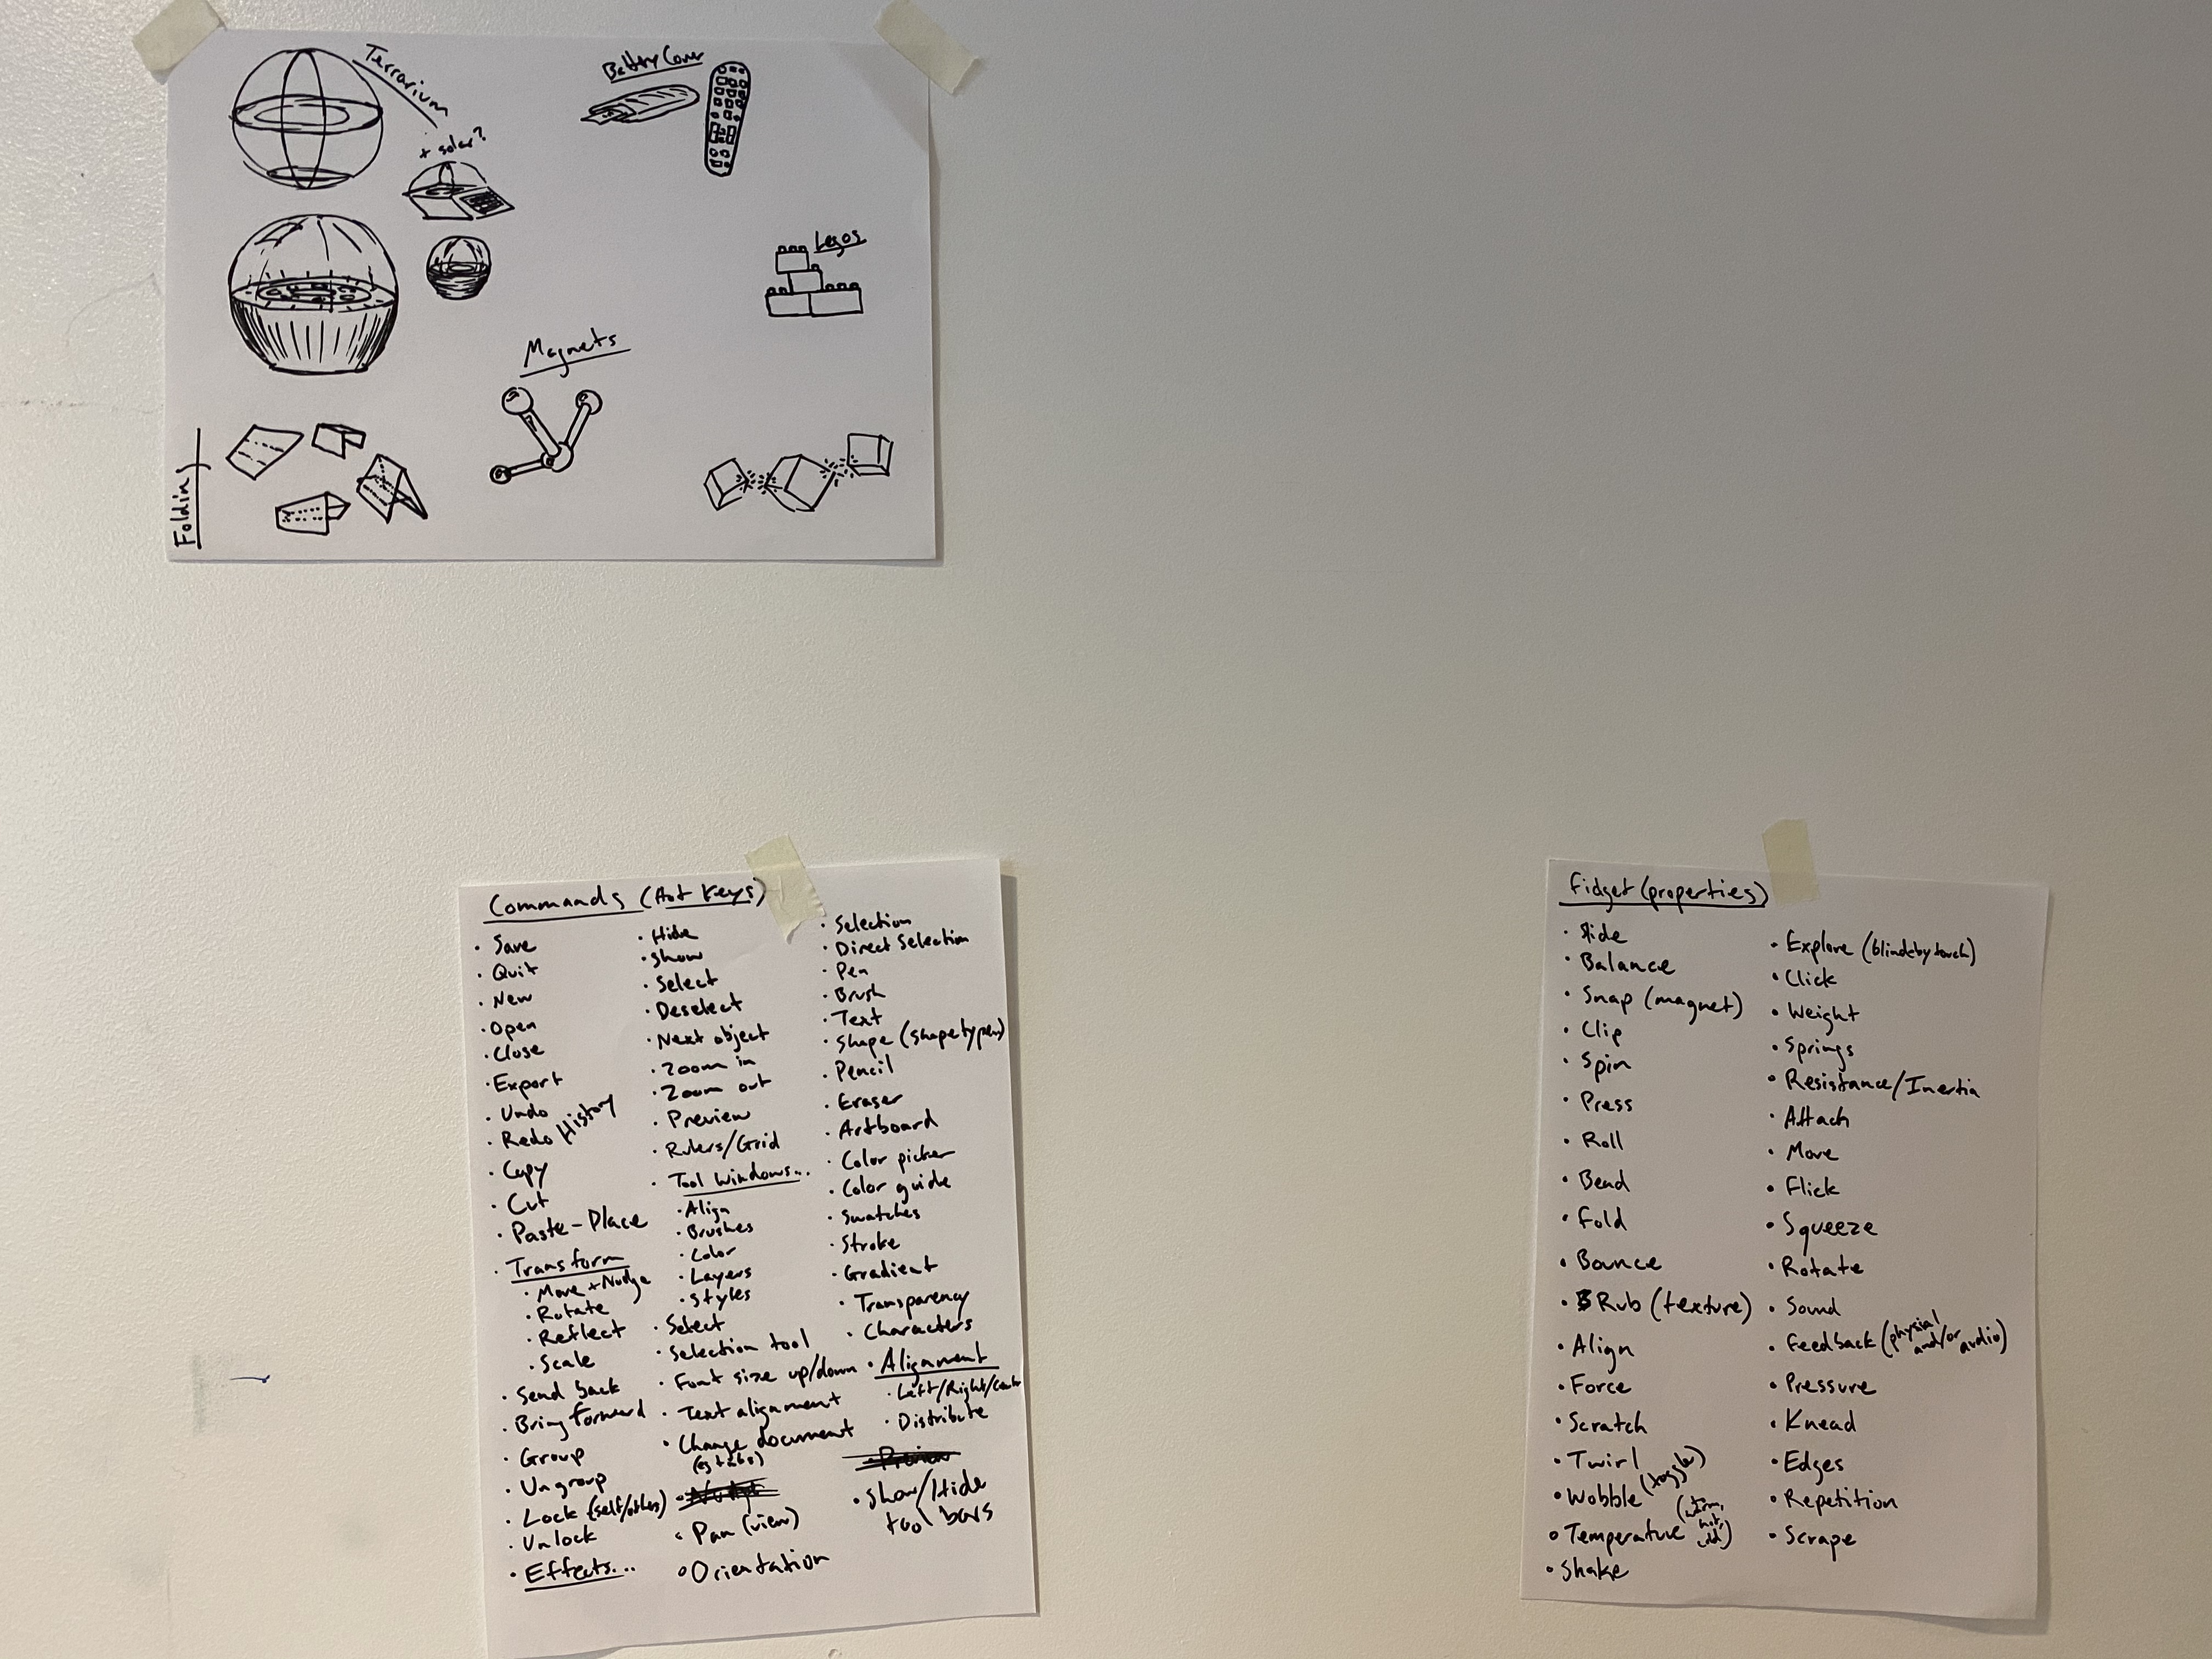 Terrarium
+ solar?
Battery Cover
Legos
Magnets
Folding
Commands (Hot Keys)
• Save
• Quit
• New
• Open
• Close
• Export
• Undo
• Redo History
• Copy
• Cut
• Paste - Place
• Transform
• Move + Nudge
• Rotate
• Reflect
• Scale
• Send back
• Bring forward
• Group
• Ungroup
• Lock (self/others)
• Unlock
• Effects...
• Hide
• Show
• Select
• Deselect
• Next object
• Zoom in
• Zoom out
• Preview
• Rulers/Grid
• Tool Windows...
• Align
• Brushes
• Color
• Layers
• Styles
• Select
• Selection tool
• Font size up/down
• Text alignment
• Change document
(eg tabs)
• Pan (view)
• Orientation
• Selection
• Direct Selection
• Pen
• Brush
• Text
• Shape (shape types)
• Pencil
• Eraser
• Artboard
• Color picker
• Color guide
• Swatches
• Stroke
• Gradient
• Transparency
• Characters
• Alignment
• Left/Right/Center
• Distribute
• Preview
• Show/Hide
tool bars
Fidget (properties)
• Slide
• Balance
• Snap (magnet)
• Clip
• Spin
• Press
• Roll
• Bend
• Fold
• Bounce
• Rub (texture)
• Align
• Force
• Scratch
• Twirl
• Wobble (toggle)
• Temperature (warm, hot, cold)
• Shake
• Explore (blind by touch)
• Click
• Weight
• Springs
• Resistance/Inertia
• Attach
• Move
• Flick
• Squeeze
• Rotate
• Sound
• Feedback (physial and/or audio)
• Pressure
• Knead
• Edges
• Repetition
• Scrape